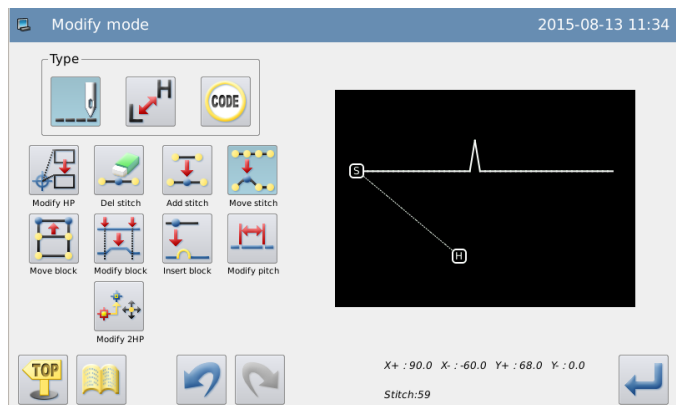 Modify mode 2015-08-13 11:34
Type
L H CODE
Modify HP Del stitch Add stitch Move stitch
Move block Modify block Insert block Modify pitch
Modify 2HP
S
H
X+ : 90.0 X- : -60.0 Y+ : 68.0 Y- : 0.0
Stitch:59
TOP